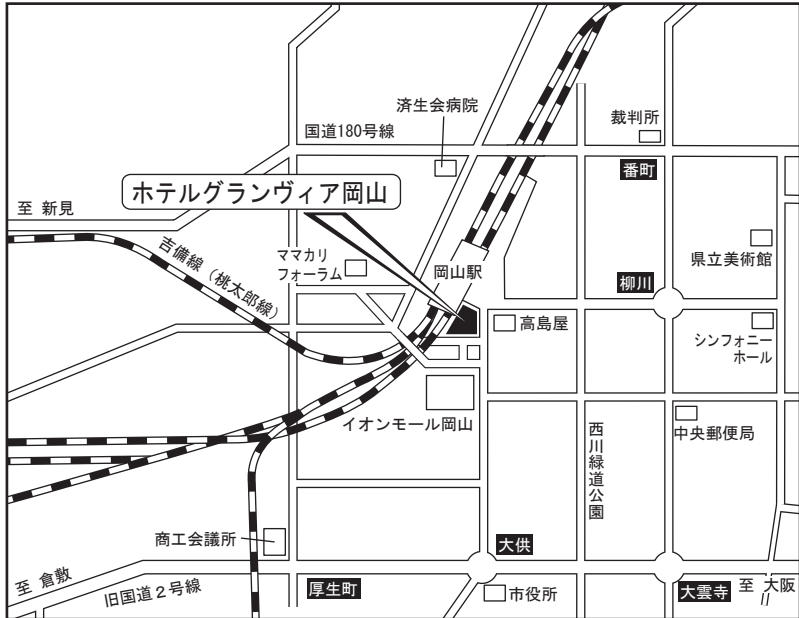 済生会病院
国道180号線
裁判所
番町
ホテルグランヴィア岡山
至 新見
吉備線（桃太郎線）
ママカリ
フォーラム
岡山駅
県立美術館
柳川
高島屋
シンフォニー
ホール
イオンモール岡山
中央郵便局
西川緑道公園
商工会議所
大供
至 倉敷
旧国道２号線
厚生町
市役所
大雲寺
至 大阪